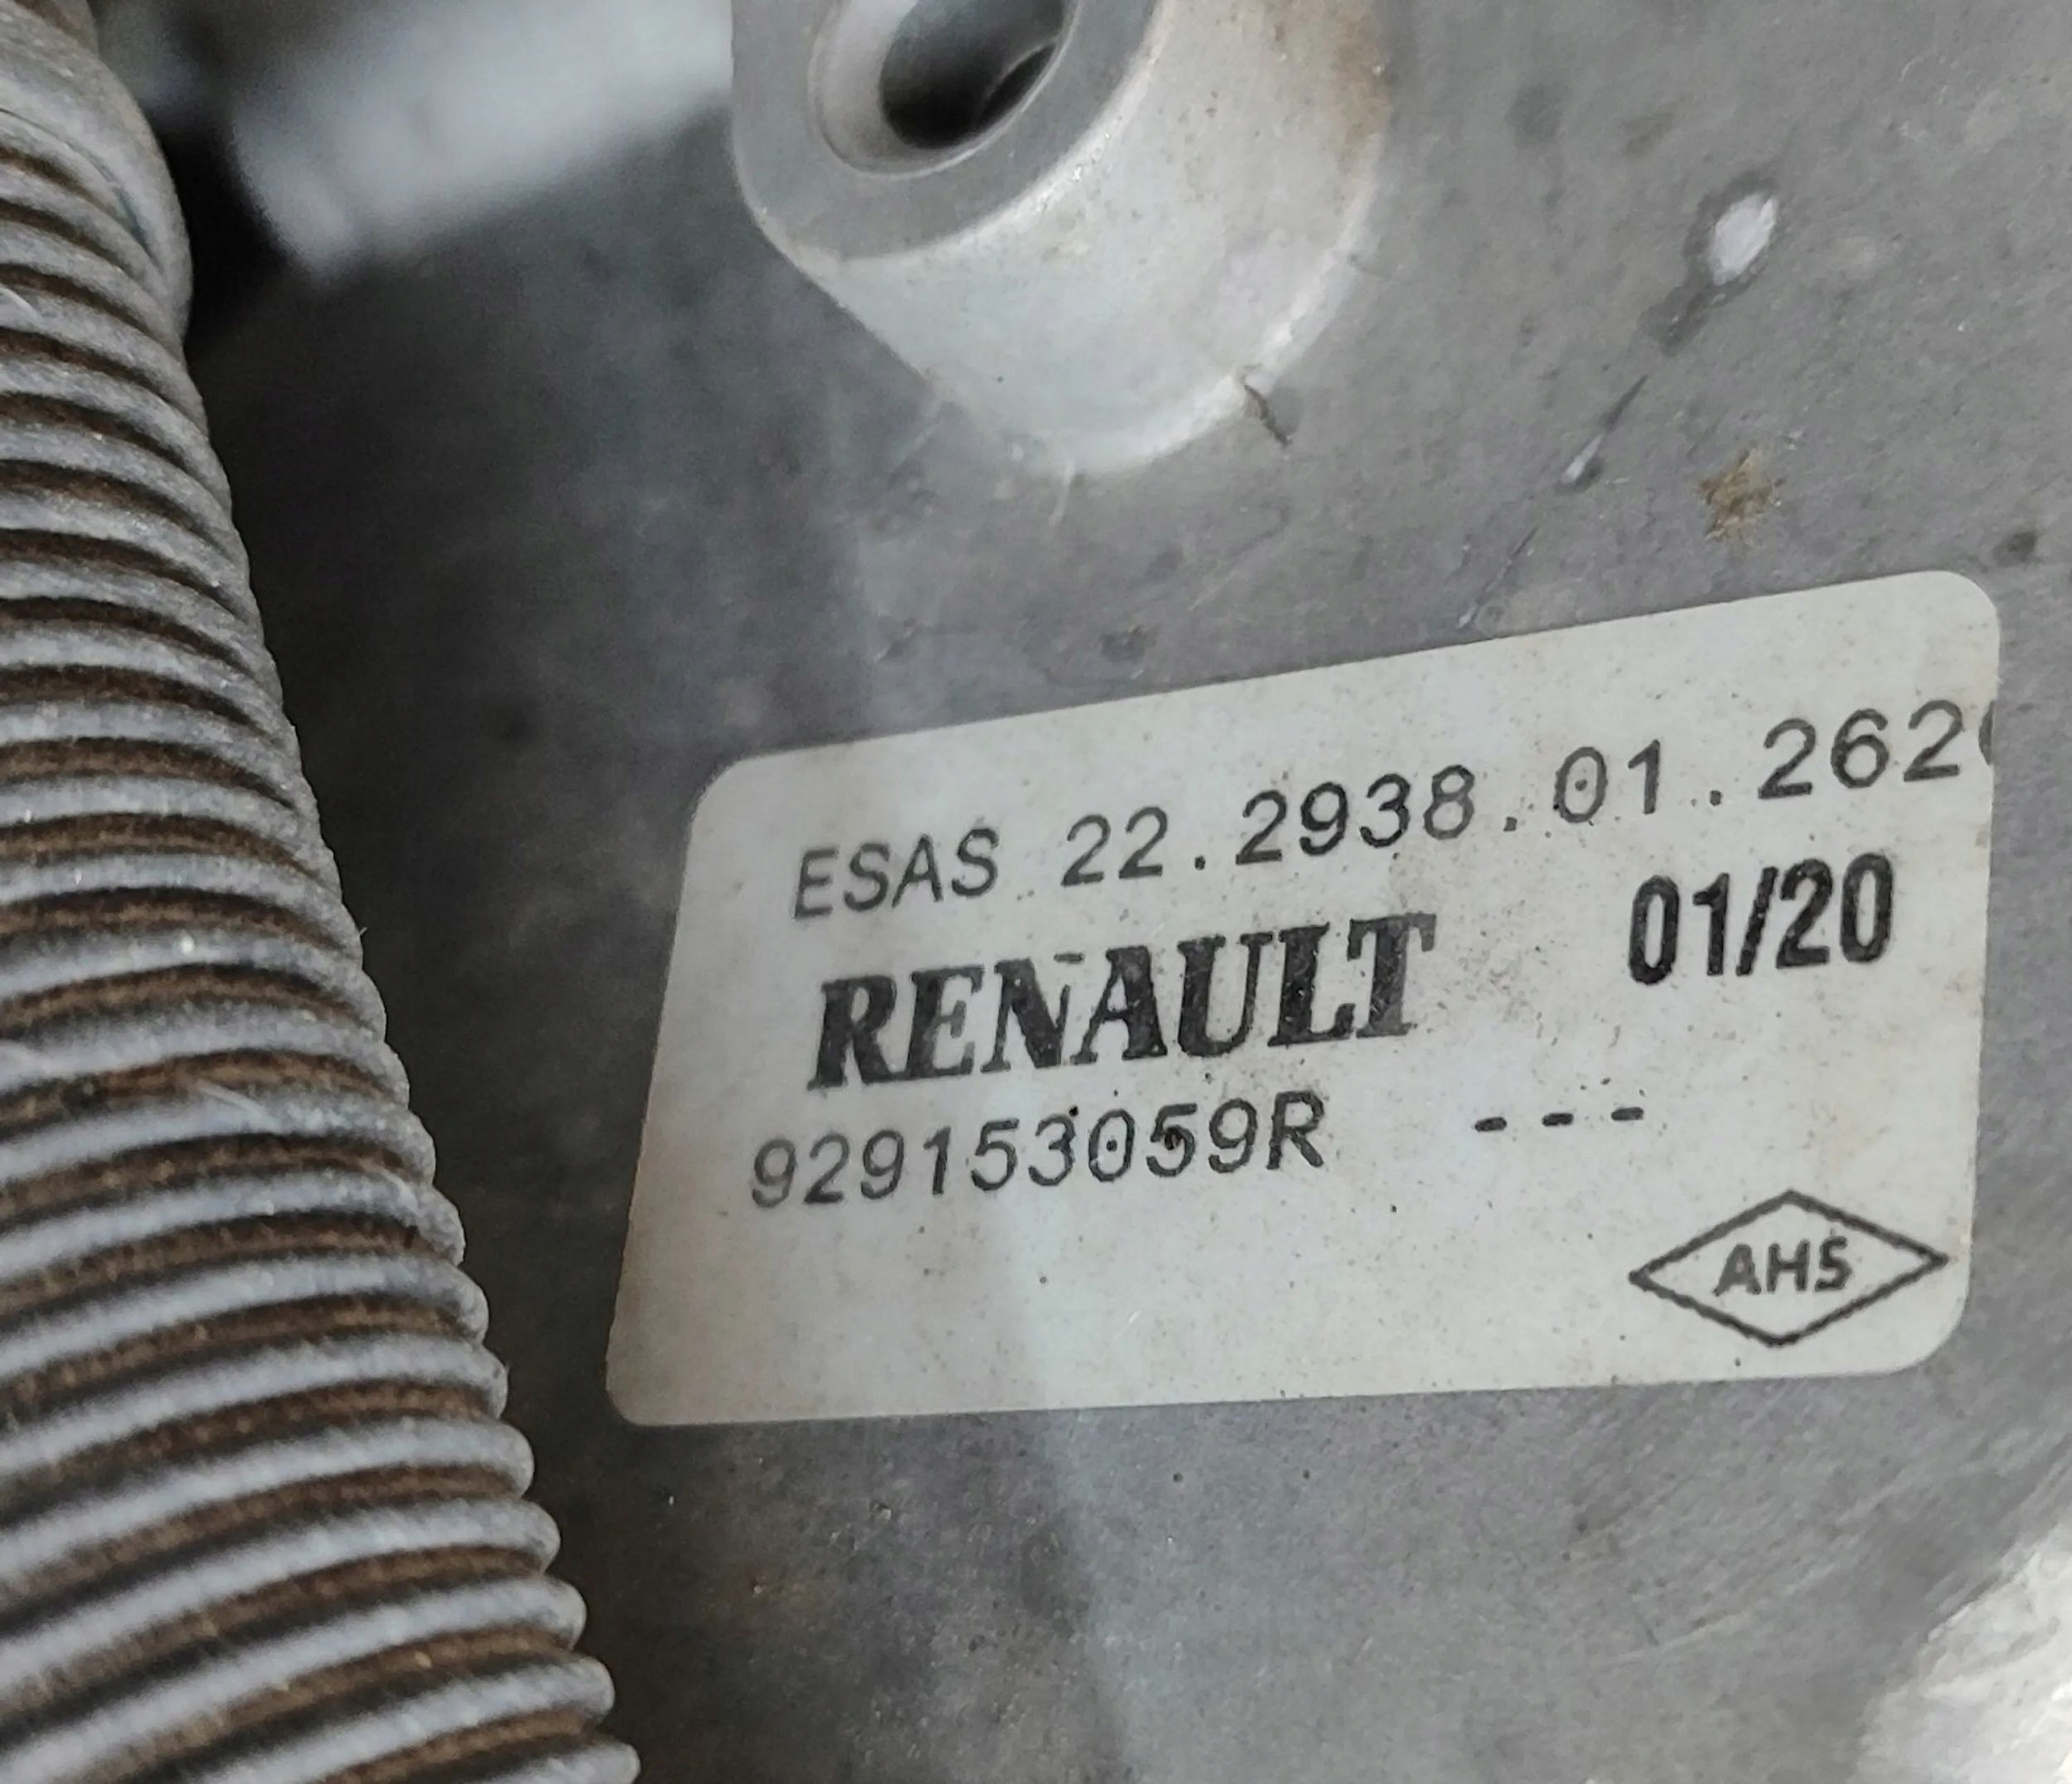 ESAS 22.2938.01.262
RENAULT 01/20
929153059R ---
AHS